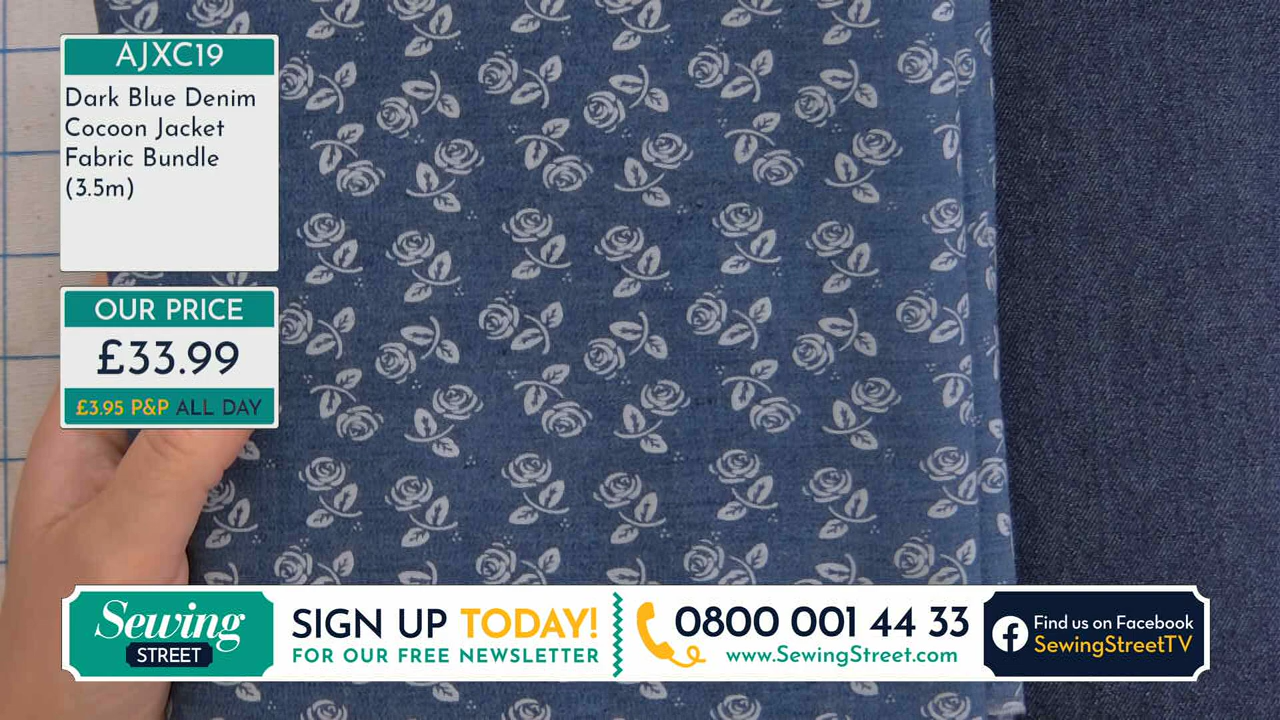 AJXC19
Dark Blue Denim
Cocoon Jacket
Fabric Bundle
(3.5m)
OUR PRICE
£33.99
£3.95 P&P ALL DAY
Sewing
STREET
SIGN UP TODAY!
FOR OUR FREE NEWSLETTER
0800 001 44 33
www.SewingStreet.com
Find us on Facebook
SewingStreetTV